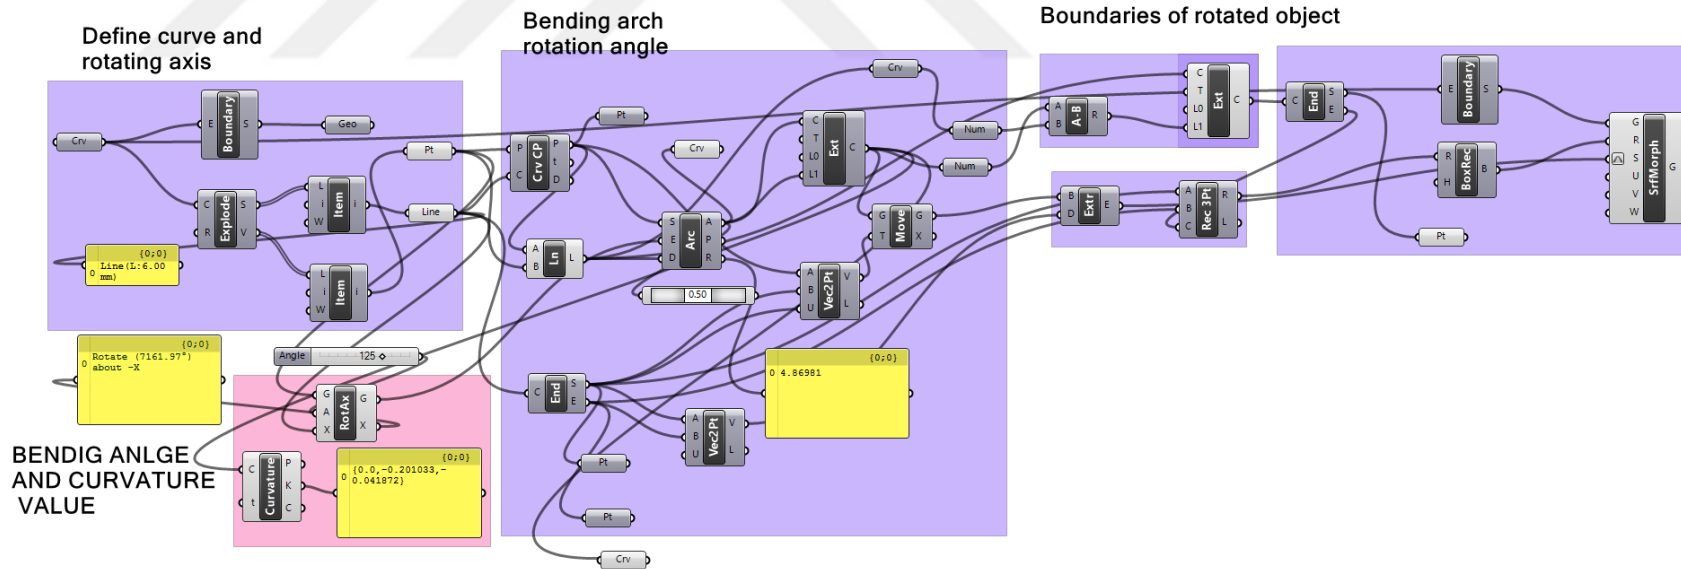 Define curve and
rotating axis
Bending arch
rotation angle
Boundaries of rotated object
Crv
E
Boundary
S
Geo
C
R
Explode
S
V
L
i
W
Item
i
L
i
W
Item
i
Pt
Line
{0;0}
0 Line(L:6.00
mm)
{0;0}
0 Rotate (7161.97°)
about -X
Angle
125
G
A
X
RotAx
G
X
BENDIG ANLGE
AND CURVATURE
VALUE
C
t
Curvature
P
K
C
{0;0}
0 {0.0,-0.201033,-
0.041872}
P
C
Crv CP
P
t
D
Pt
Crv
A
B
Ln
L
S
E
D
Arc
A
P
R
0.50
C
T
L0
L1
Ext
C
Crv
Num
Num
G
T
Move
G
X
A
B
U
Vec2Pt
V
L
{0;0}
0 4.86981
C
End
S
E
A
B
U
Vec2Pt
V
L
Pt
Pt
Crv
A
B
A-B
R
C
T
L0
L1
Ext
C
B
D
Extr
E
A
B
C
Rec 3Pt
R
L
C
End
S
E
Pt
E
Boundary
S
R
H
BoxRec
B
G
R
S
U
V
W
SrfMorph
G